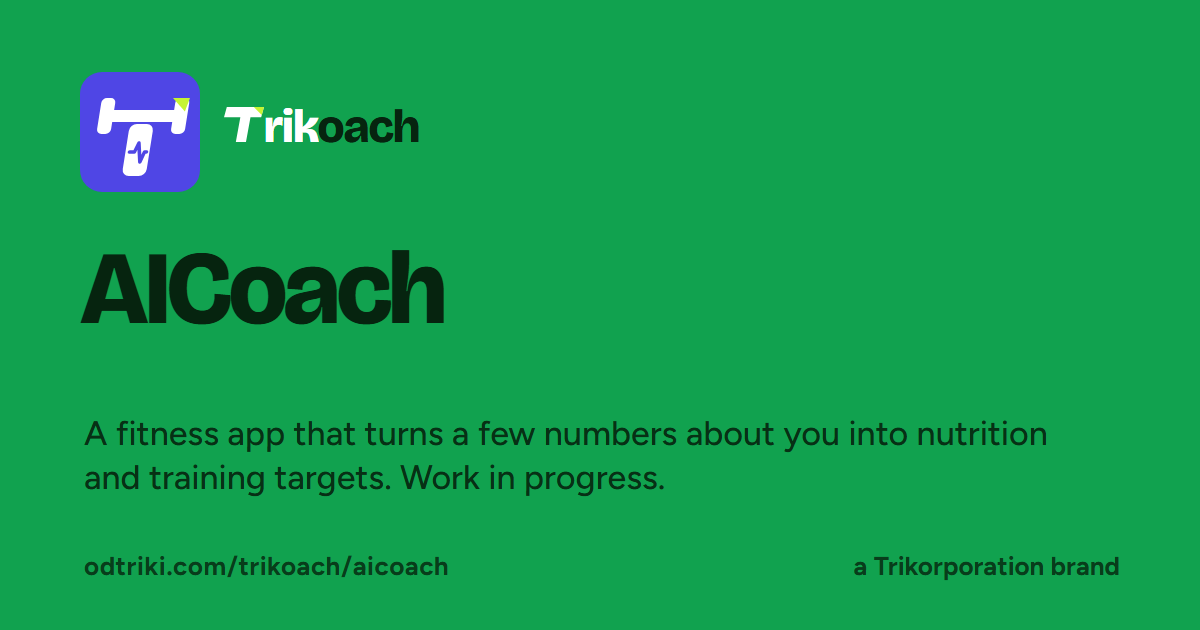 Trikoach
AICoach
A fitness app that turns a few numbers about you into nutrition
and training targets. Work in progress.
odtriki.com/trikoach/aicoach
a Trikorporation brand